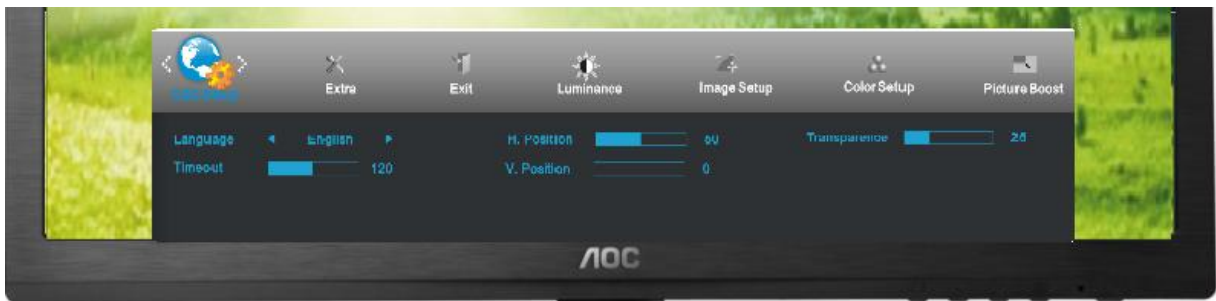 Extra
Exit
Luminance
Image Setup
Color Setup
Picture Boost
Language English H. Position 50 Transparence 25
Timeout 120 V. Position 0
AOC